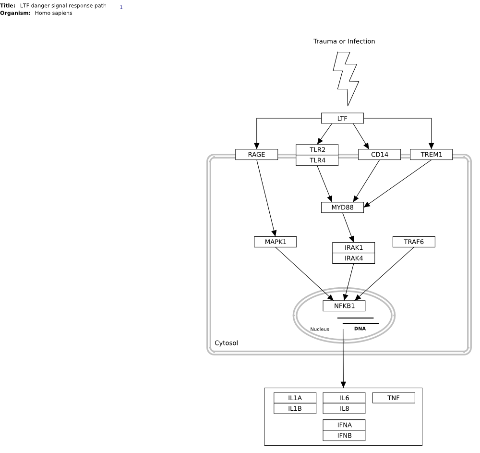 Title: LTF danger signal response path
1
Organism: Homo sapiens
Trauma or Infection
LTF
RAGE
TLR2
TLR4
CD14
TREM1
MYD88
MAPK1
IRAK1
IRAK4
TRAF6
NFKB1
Nucleus
DNA
Cytosol
IL1A
IL1B
IL6
IL8
TNF
IFNA
IFNB